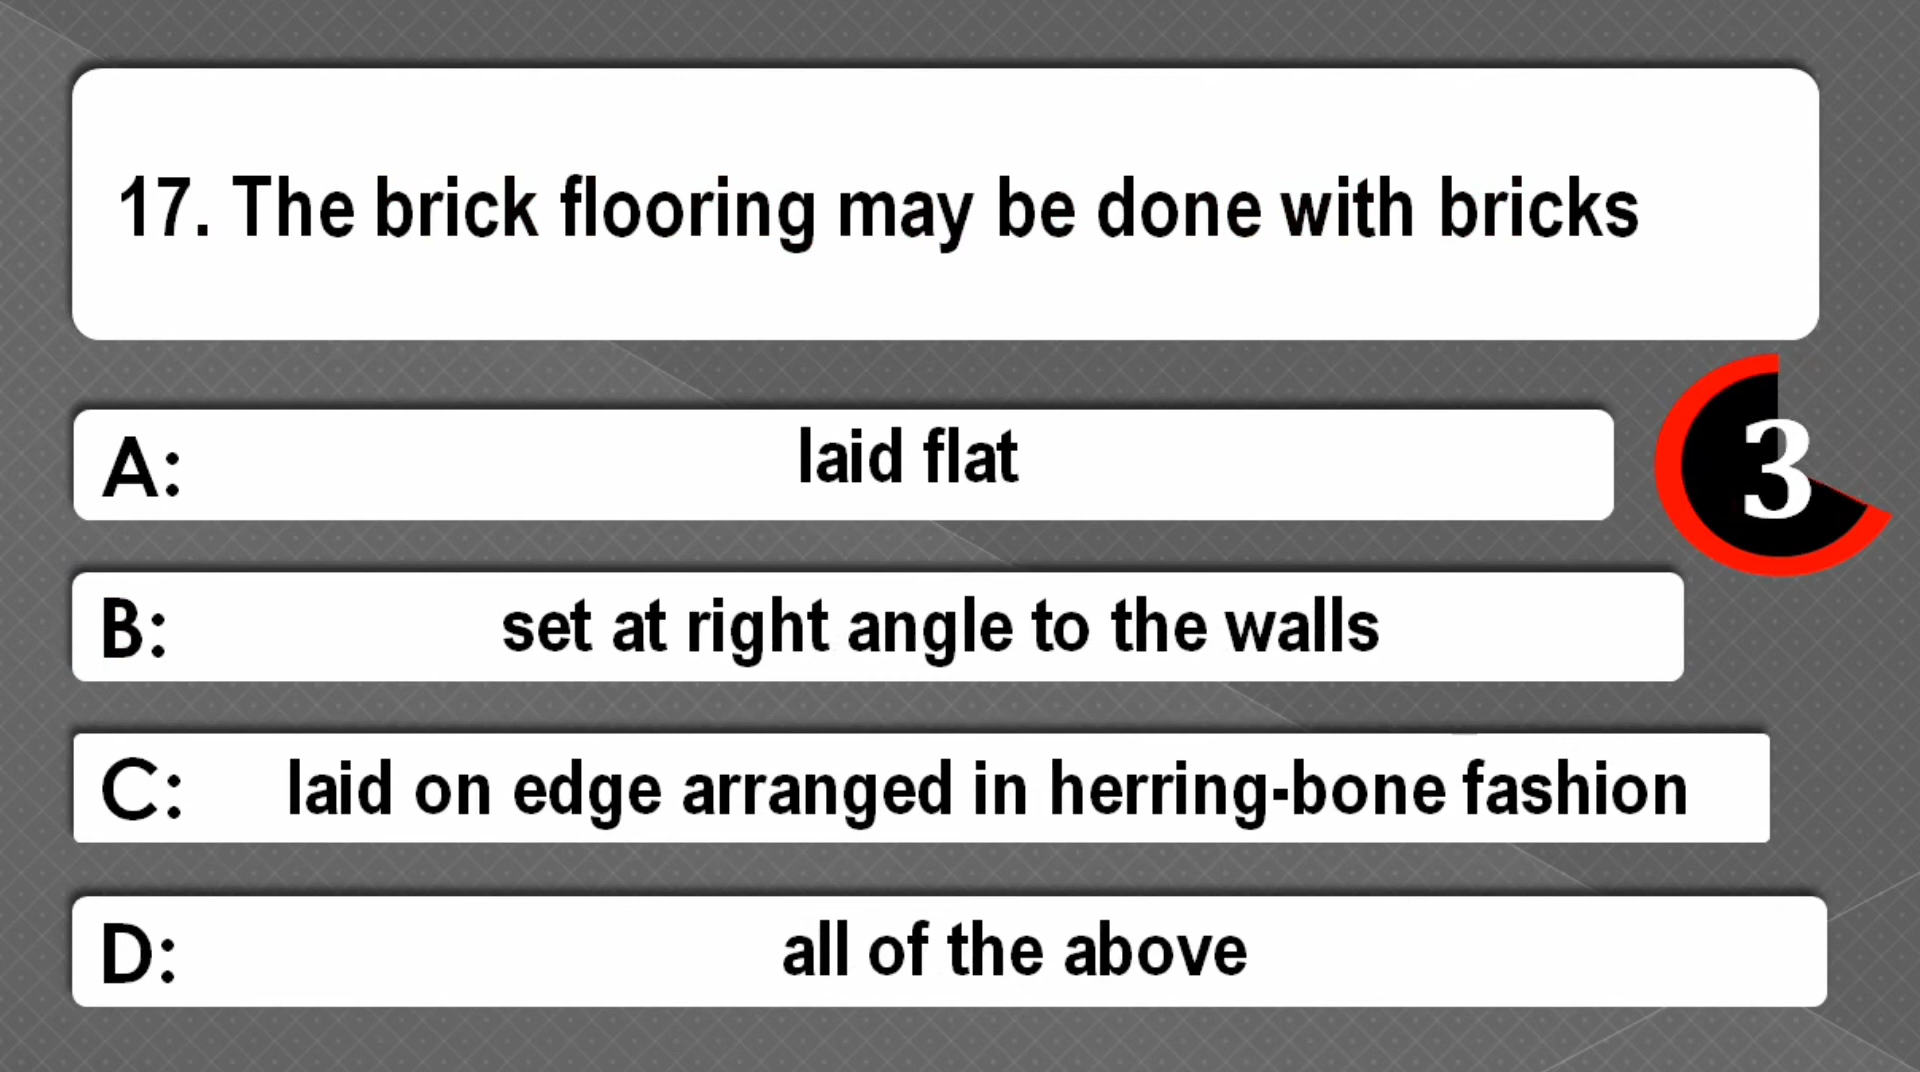 17. The brick flooring may be done with bricks
A: laid flat
3
B: set at right angle to the walls
C: laid on edge arranged in herring-bone fashion
D: all of the above